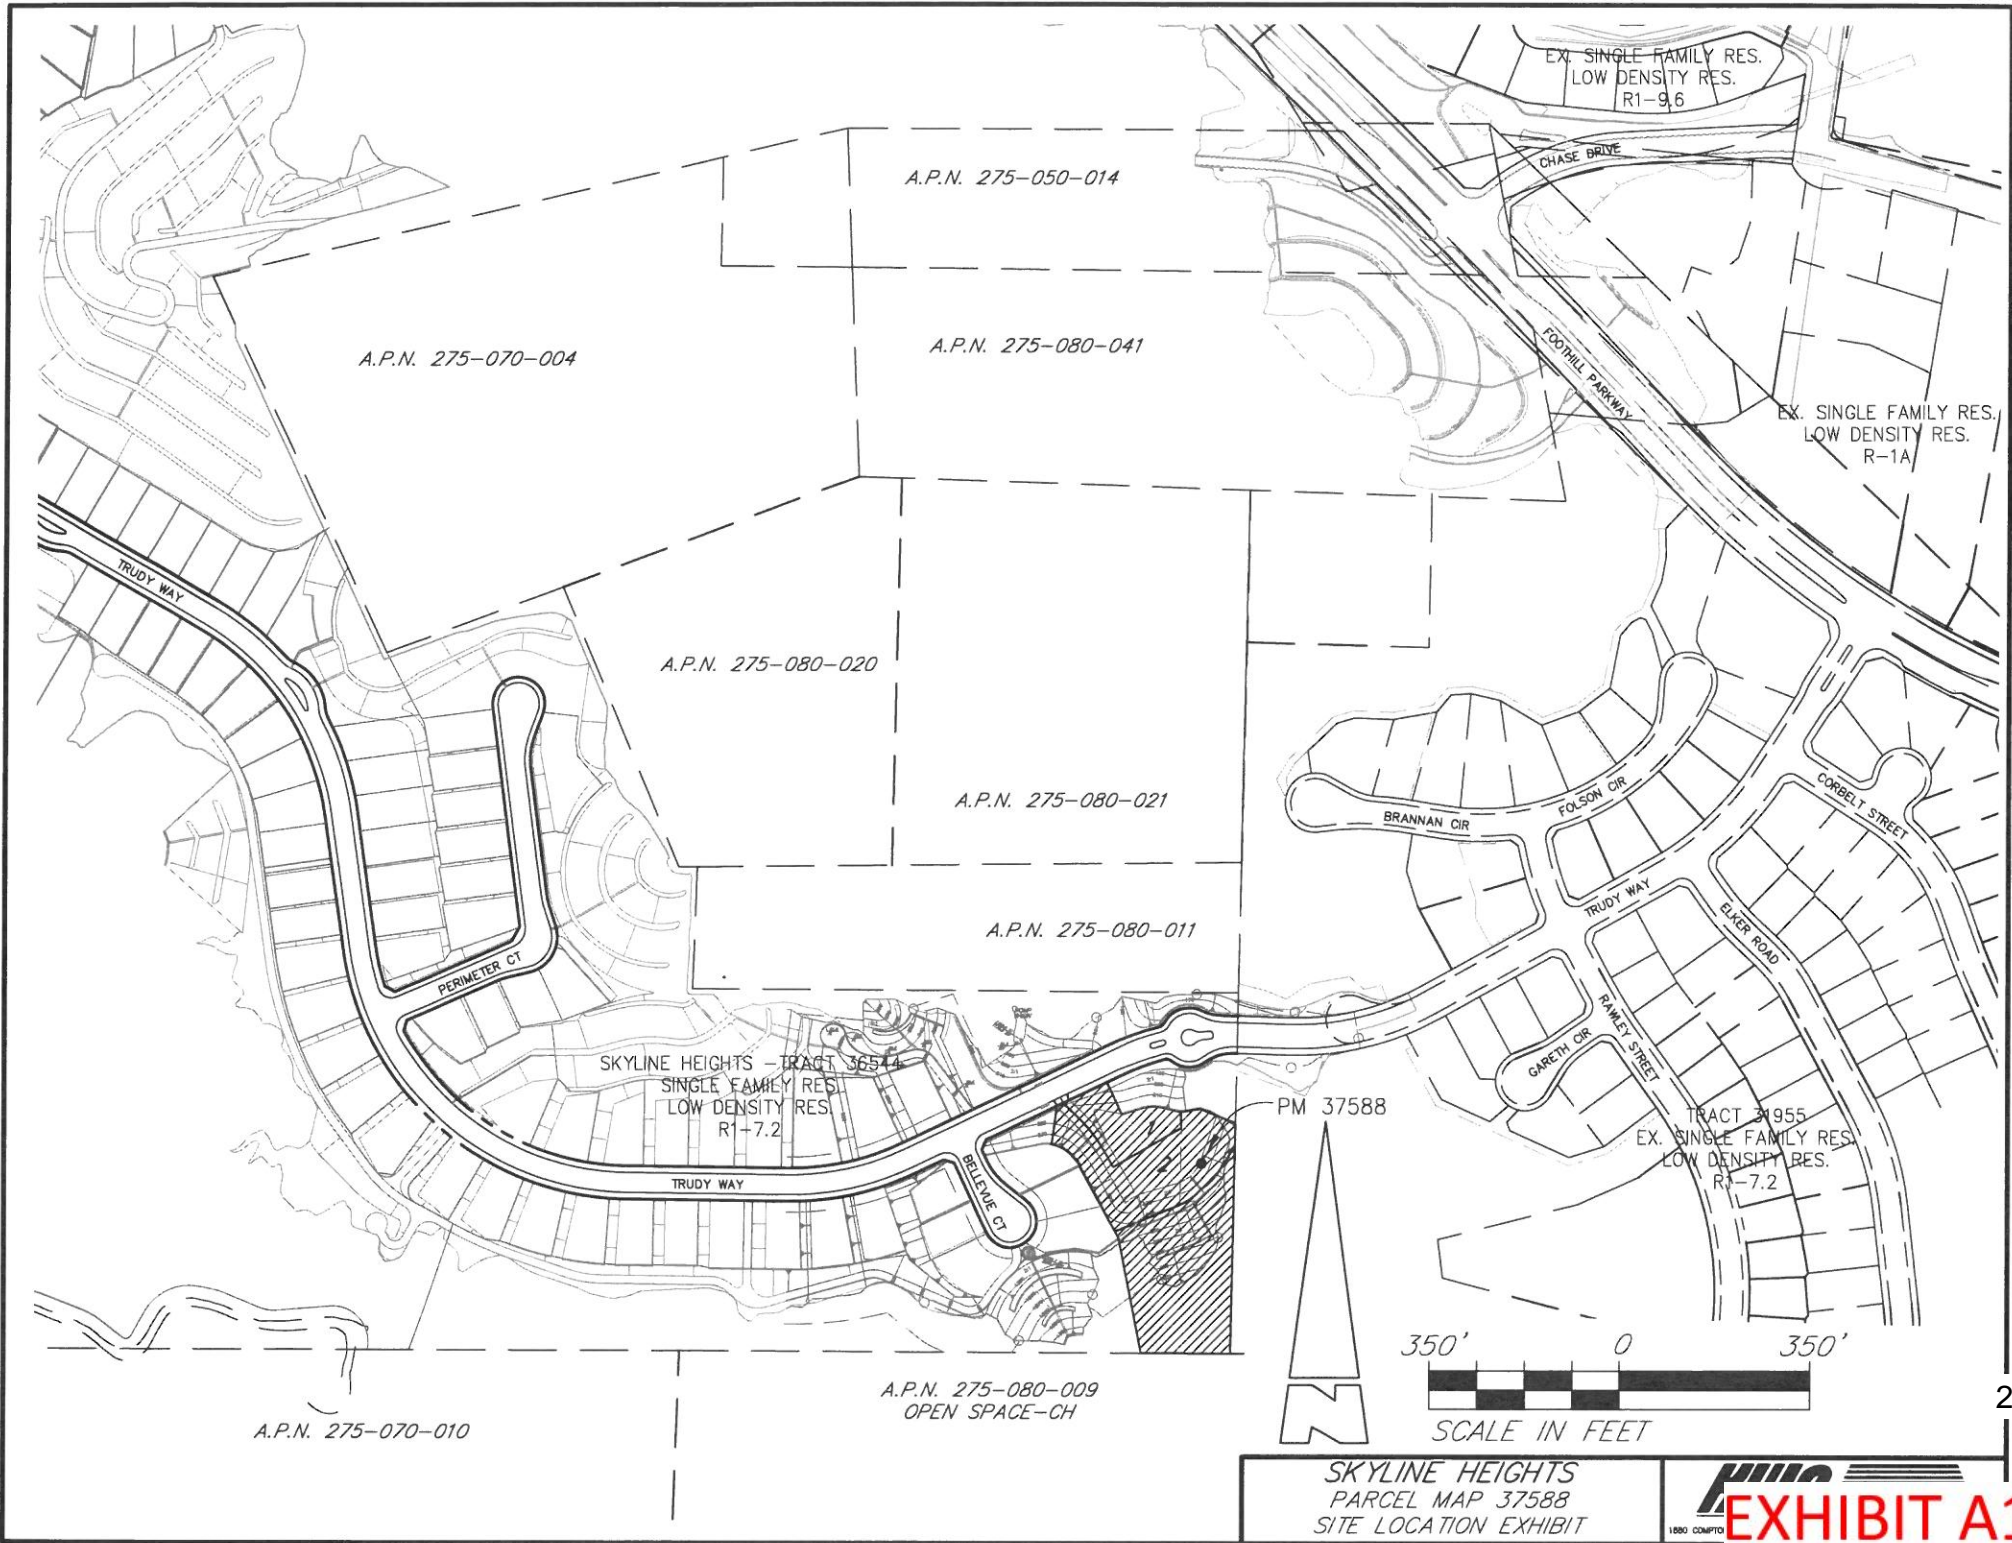 EX. SINGLE FAMILY RES.
LOW DENSITY RES.
R1-9.6
CHASE DRIVE
A.P.N. 275-050-014
A.P.N. 275-070-004
A.P.N. 275-080-041
FOOTHILL PARKWAY
EX. SINGLE FAMILY RES.
LOW DENSITY RES.
R-1A
TRUDY WAY
A.P.N. 275-080-020
A.P.N. 275-080-021
BRANNAN CIR
FOLSON CIR
CORBELT STREET
TRUDY WAY
ELKER ROAD
A.P.N. 275-080-011
PERIMETER CT
RAWLEY STREET
GARETH CIR
SKYLINE HEIGHTS - TRACT 36544
SINGLE FAMILY RES.
LOW DENSITY RES.
R1-7.2
PM 37588
TRACT 31955
EX. SINGLE FAMILY RES.
LOW DENSITY RES.
R1-7.2
TRUDY WAY
BELLEVUE CT
350' 0 350'
SCALE IN FEET
N
A.P.N. 275-080-009
OPEN SPACE-CH
A.P.N. 275-070-010
2
SKYLINE HEIGHTS
PARCEL MAP 37588
SITE LOCATION EXHIBIT
EXHIBIT A1